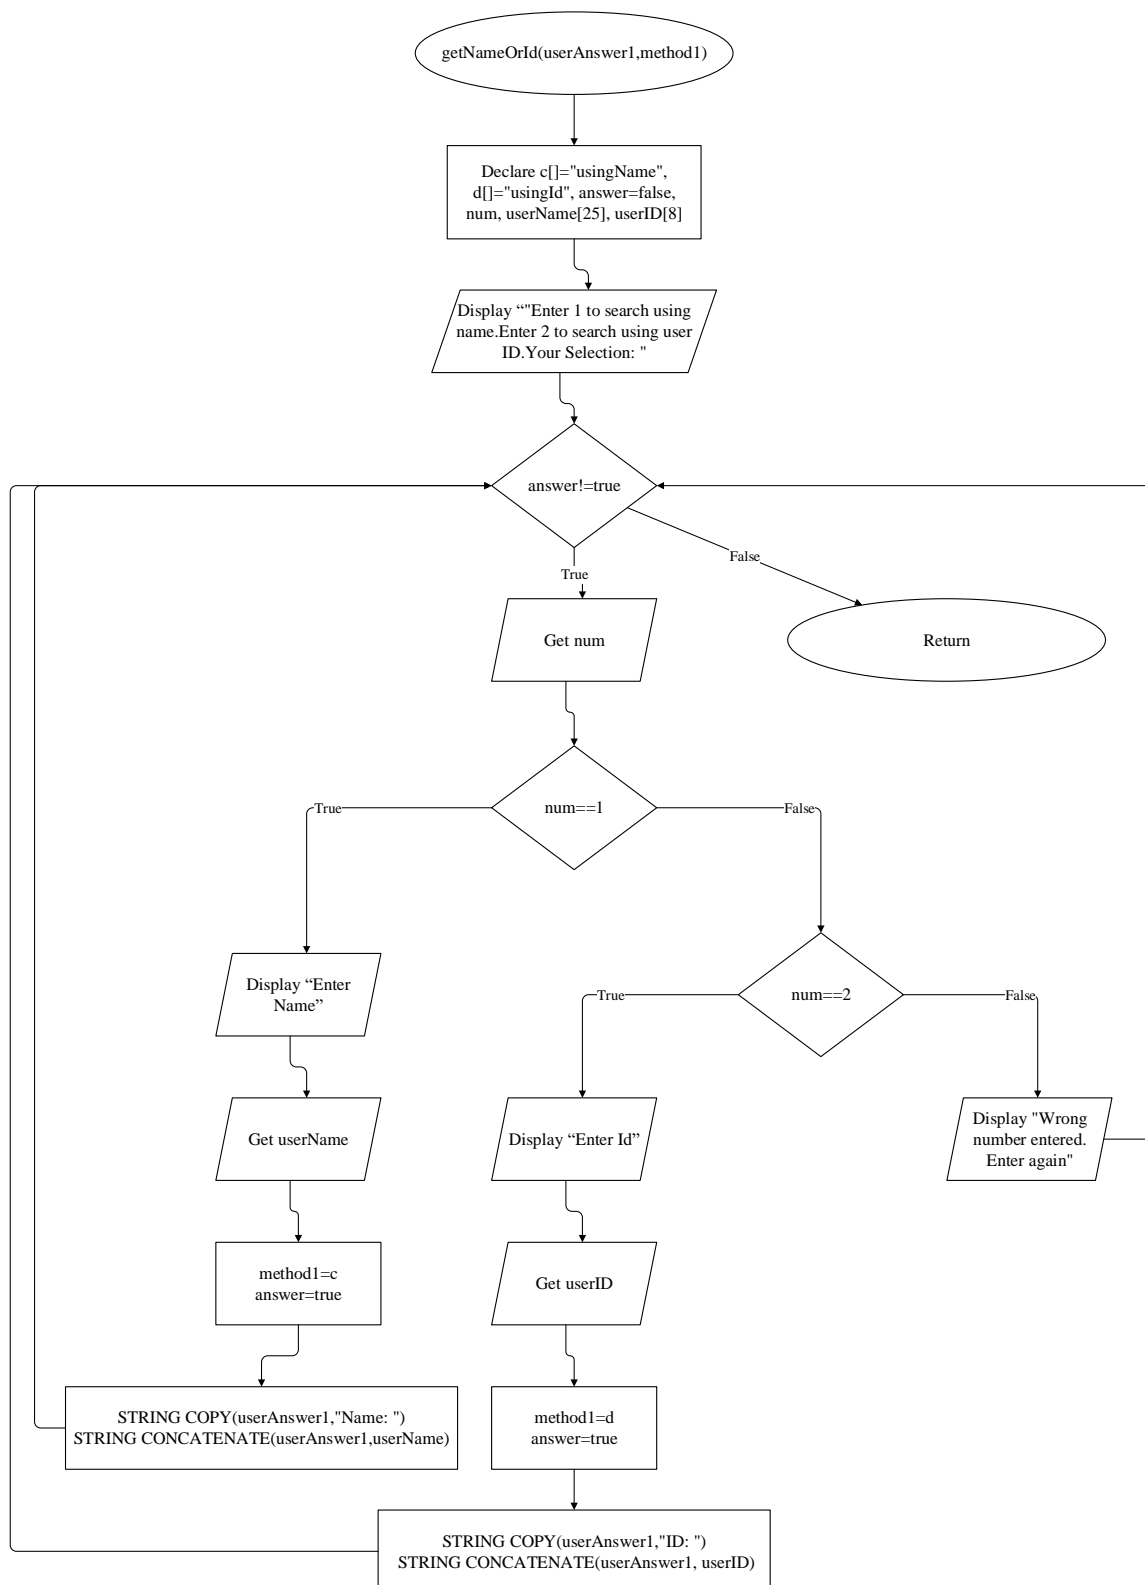 getNameOrId(userAnswer1,method1)
Declare c[]="usingName",
d[]="usingId", answer=false,
num, userName[25], userID[8]
Display “"Enter 1 to search using
name.Enter 2 to search using user
ID.Your Selection: "
answer!=true
False
True
Get num
Return
num==1
True
False
num==2
True
False
Display “Enter
Name”
Display “Enter Id”
Display "Wrong
number entered.
Enter again"
Get userName
Get userID
method1=c
answer=true
STRING COPY(userAnswer1,"Name: ")
STRING CONCATENATE(userAnswer1,userName)
method1=d
answer=true
STRING COPY(userAnswer1,"ID: ")
STRING CONCATENATE(userAnswer1, userID)